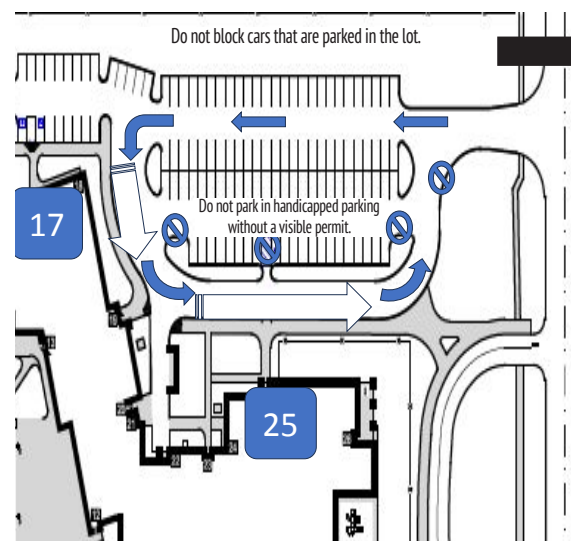 Do not block cars that are parked in the lot.
Do not park in handicapped parking
without a visible permit.
17
25